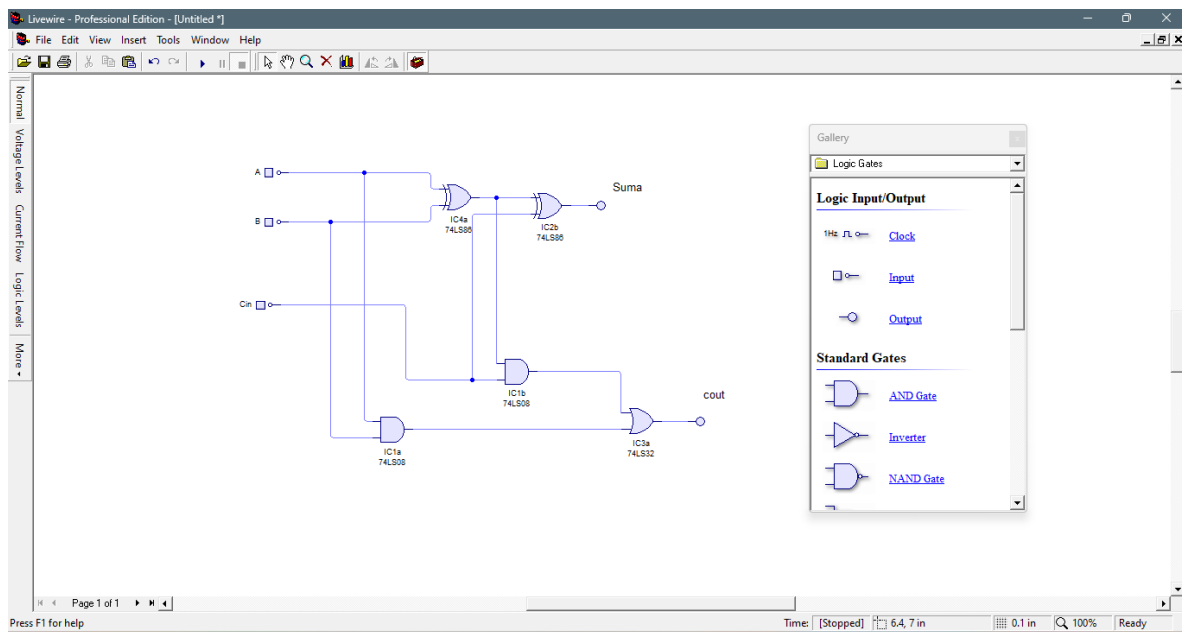 Livewire - Professional Edition - [Untitled *]
File Edit View Insert Tools Window Help
Normal
Voltage Levels
Current Flow
Logic Levels
More
A
B
Cin
IC4a
74LS86
IC2b
74LS86
Suma
IC1b
74LS08
IC1a
74LS08
cout
IC3a
74LS32
Gallery
Logic Gates
Logic Input/Output
1Hz
Clock
Input
Output
Standard Gates
AND Gate
Inverter
NAND Gate
Page 1 of 1
Press F1 for help
Time: [Stopped] 6.4, 7 in 0.1 in 100% Ready